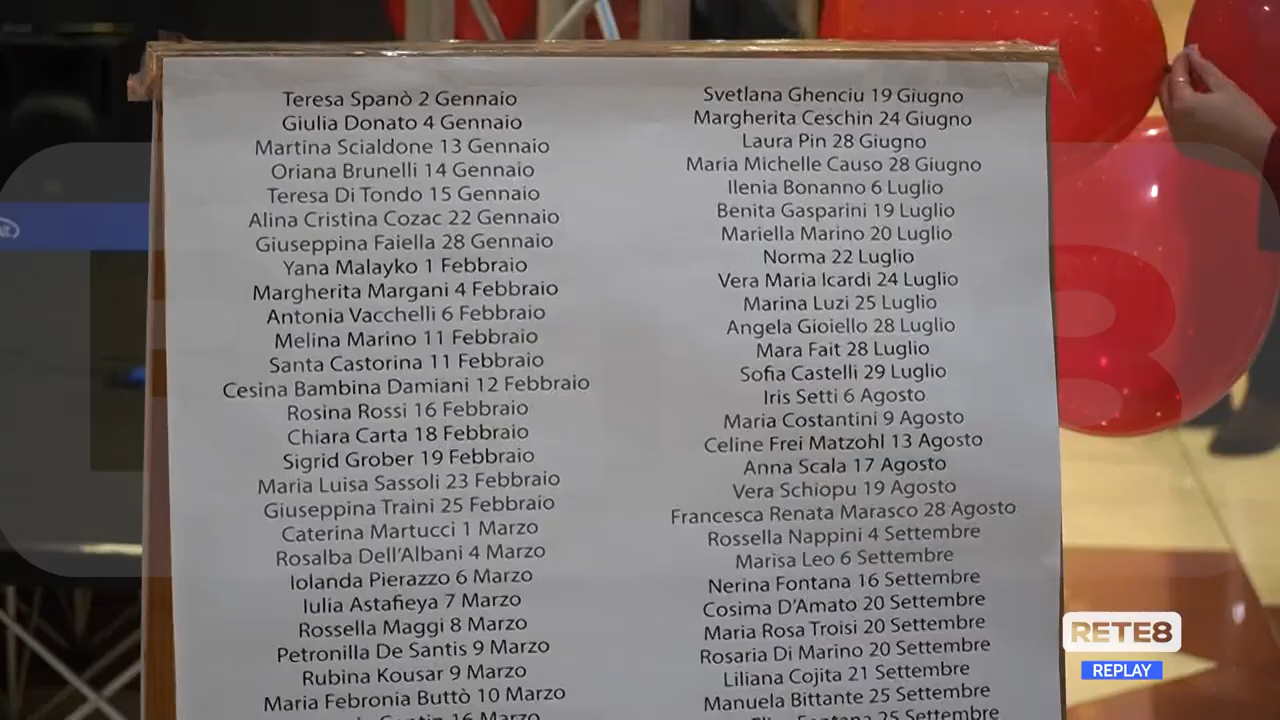 Teresa Spanò 2 Gennaio
Giulia Donato 4 Gennaio
Martina Scialdone 13 Gennaio
Oriana Brunelli 14 Gennaio
Teresa Di Tondo 15 Gennaio
Alina Cristina Cozac 22 Gennaio
Giuseppina Faiella 28 Gennaio
Yana Malayko 1 Febbraio
Margherita Margani 4 Febbraio
Antonia Vacchelli 6 Febbraio
Melina Marino 11 Febbraio
Santa Castorina 11 Febbraio
Cesina Bambina Damiani 12 Febbraio
Rosina Rossi 16 Febbraio
Chiara Carta 18 Febbraio
Sigrid Grober 19 Febbraio
Maria Luisa Sassoli 23 Febbraio
Giuseppina Traini 25 Febbraio
Caterina Martucci 1 Marzo
Rosalba Dell'Albani 4 Marzo
Iolanda Pierazzo 6 Marzo
Iulia Astafieya 7 Marzo
Rossella Maggi 8 Marzo
Petronilla De Santis 9 Marzo
Rubina Kousar 9 Marzo
Maria Febronia Buttò 10 Marzo
16 Marzo
Svetlana Ghenciu 19 Giugno
Margherita Ceschin 24 Giugno
Laura Pin 28 Giugno
Maria Michelle Causo 28 Giugno
Ilenia Bonanno 6 Luglio
Benita Gasparini 19 Luglio
Mariella Marino 20 Luglio
Norma 22 Luglio
Vera Maria Icardi 24 Luglio
Marina Luzi 25 Luglio
Angela Gioiello 28 Luglio
Mara Fait 28 Luglio
Sofia Castelli 29 Luglio
Iris Setti 6 Agosto
Maria Costantini 9 Agosto
Celine Frei Matzohl 13 Agosto
Anna Scala 17 Agosto
Vera Schiopu 19 Agosto
Francesca Renata Marasco 28 Agosto
Rossella Nappini 4 Settembre
Marisa Leo 6 Settembre
Nerina Fontana 16 Settembre
Cosima D'Amato 20 Settembre
Maria Rosa Troisi 20 Settembre
Rosaria Di Marino 20 Settembre
Liliana Cojita 21 Settembre
Manuela Bittante 25 Settembre
Fontana 25 Settembre
RETE8
REPLAY